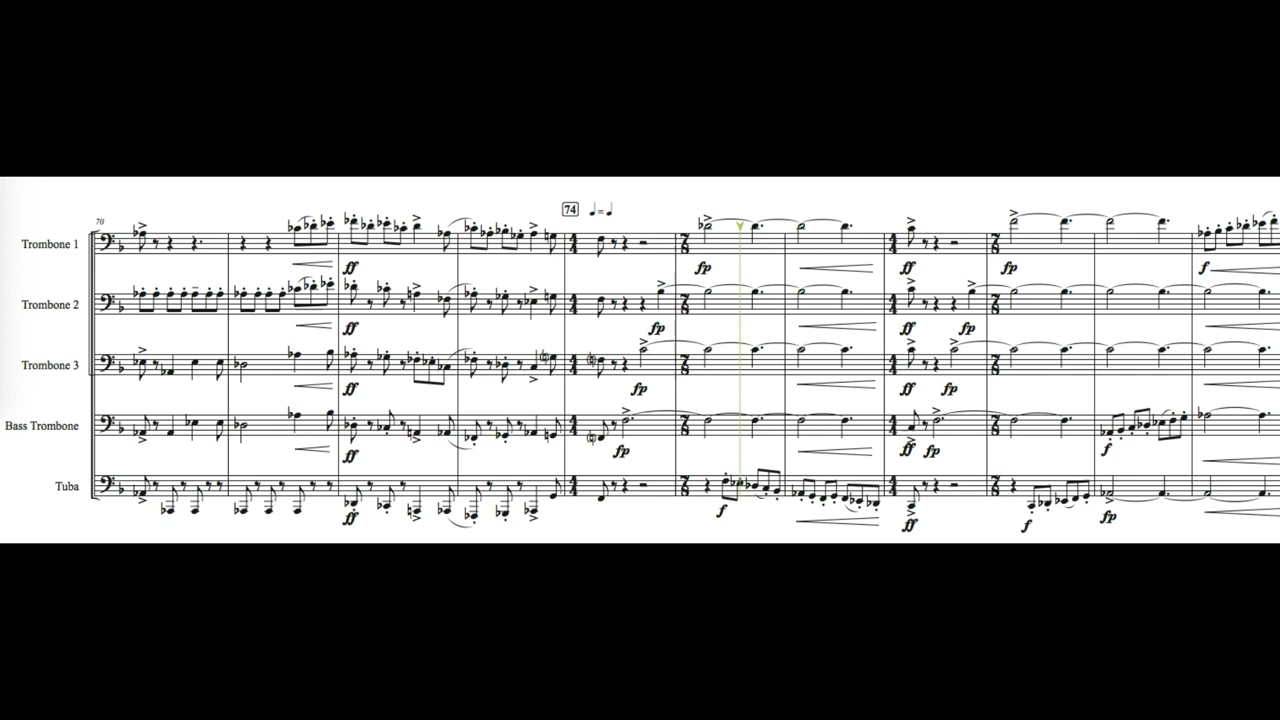 70
74 ♩ = ♩
Trombone 1
ff fp ff fp f
Trombone 2
ff fp ff fp
Trombone 3
ff fp ff fp
Bass Trombone
ff fp ff fp f
Tuba
ff f ff f fp